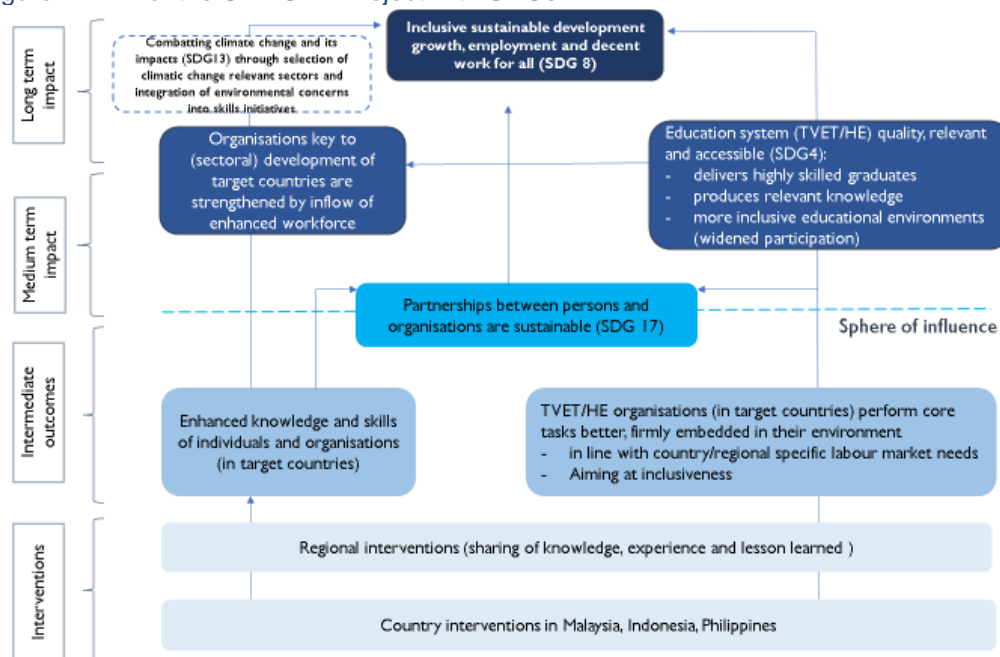 Combatting climate change and its
impacts (SDG13) through selection of
climatic change relevant sectors and
integration of environmental concerns
into skills initiatives
Inclusive sustainable development
growth, employment and decent
work for all (SDG 8)
Long term
impact
Organisations key to
(sectoral) development of
target countries are
strengthened by inflow of
enhanced workforce
Education system (TVET/HE) quality, relevant
and accessible (SDG4):
- delivers highly skilled graduates
- produces relevant knowledge
- more inclusive educational environments
(widened participation)
Medium term
impact
Partnerships between persons and
organisations are sustainable (SDG 17)
Sphere of influence
Intermediate
outcomes
Enhanced knowledge and skills
of individuals and organisations
(in target countries)
TVET/HE organisations (in target countries) perform core
tasks better, firmly embedded in their environment
- in line with country/regional specific labour market needs
- Aiming at inclusiveness
Interventions
Regional interventions (sharing of knowledge, experience and lesson learned )
Country interventions in Malaysia, Indonesia, Philippines